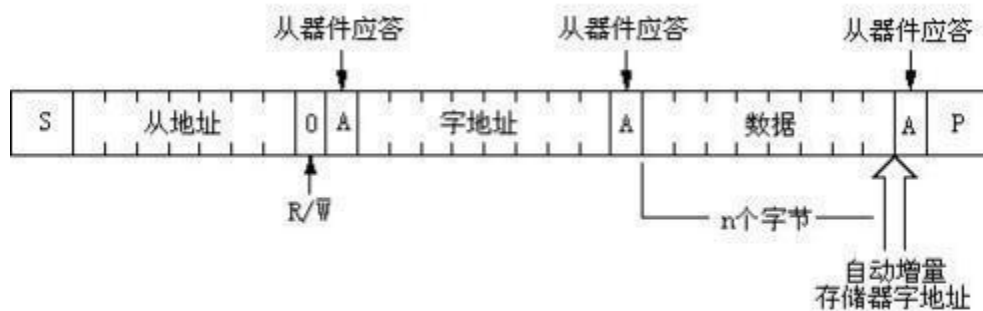 从器件应答 从器件应答 从器件应答
S 从地址 0 A 字地址 A 数据 A P
R/W̅
n个字节
自动增量
存储器字地址